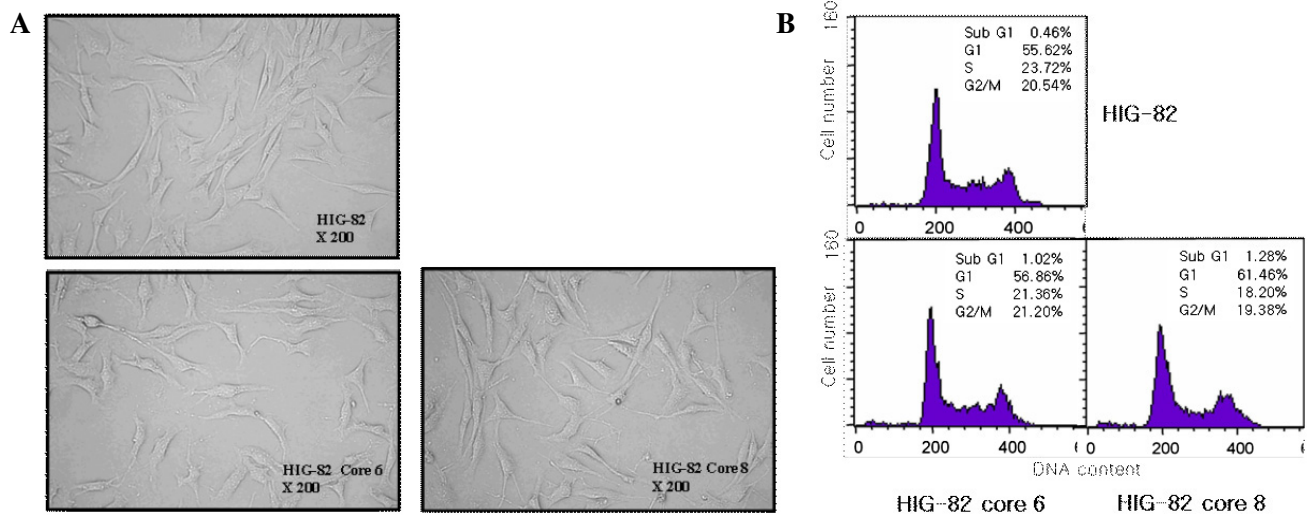 A
HIG-82
X 200
HIG-82 Core 6
X 200
HIG-82 Core 8
X 200
B
160
Cell number
Sub G1 0.46%
G1 55.62%
S 23.72%
G2/M 20.54%
0 200 400
HIG-82
160
Cell number
Sub G1 1.02%
G1 56.86%
S 21.36%
G2/M 21.20%
0 200 400
Sub G1 1.28%
G1 61.46%
S 18.20%
G2/M 19.38%
0 200 400
DNA content
HIG-82 core 6
HIG-82 core 8